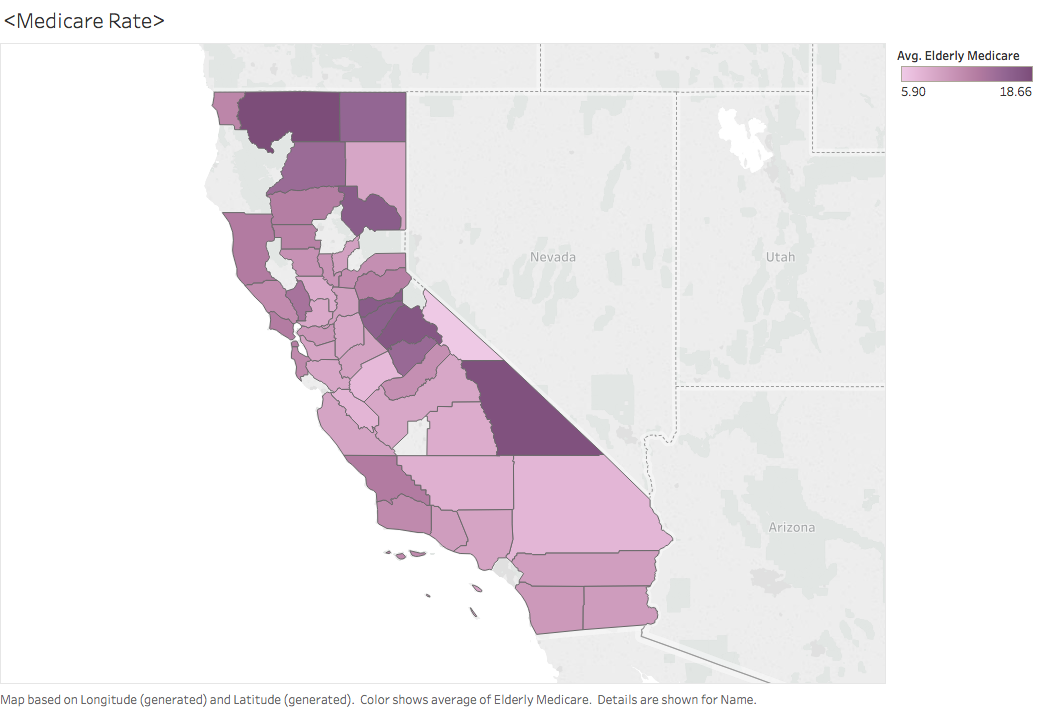 <Medicare Rate>
Avg. Elderly Medicare
5.90 18.66
Nevada
Utah
Arizona
Map based on Longitude (generated) and Latitude (generated). Color shows average of Elderly Medicare. Details are shown for Name.